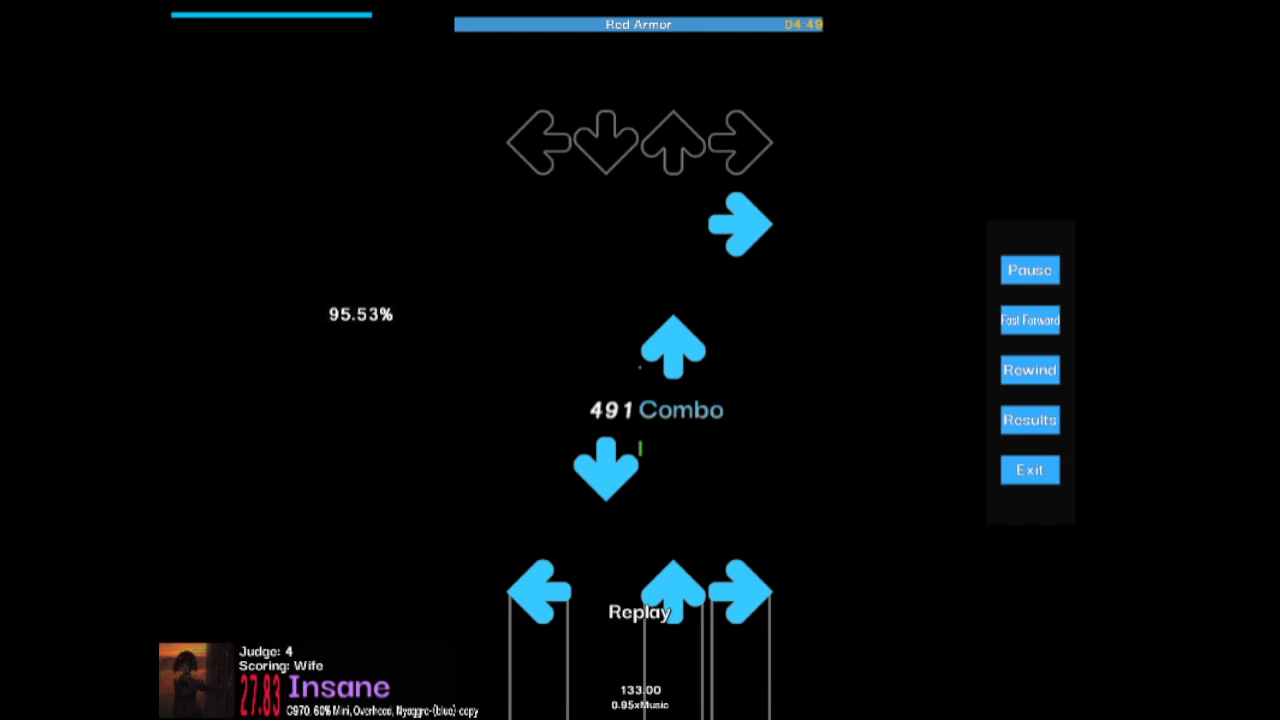 Red Armor 04:49
95.53%
Pause
Fast Forward
Rewind
Results
Exit
491 Combo
Replay
Judge: 4
Scoring: Wife
27.83 Insane
C970, 60% Mini, Overhead, Nyaggro-(blue)-copy
133.00
0.95xMusic